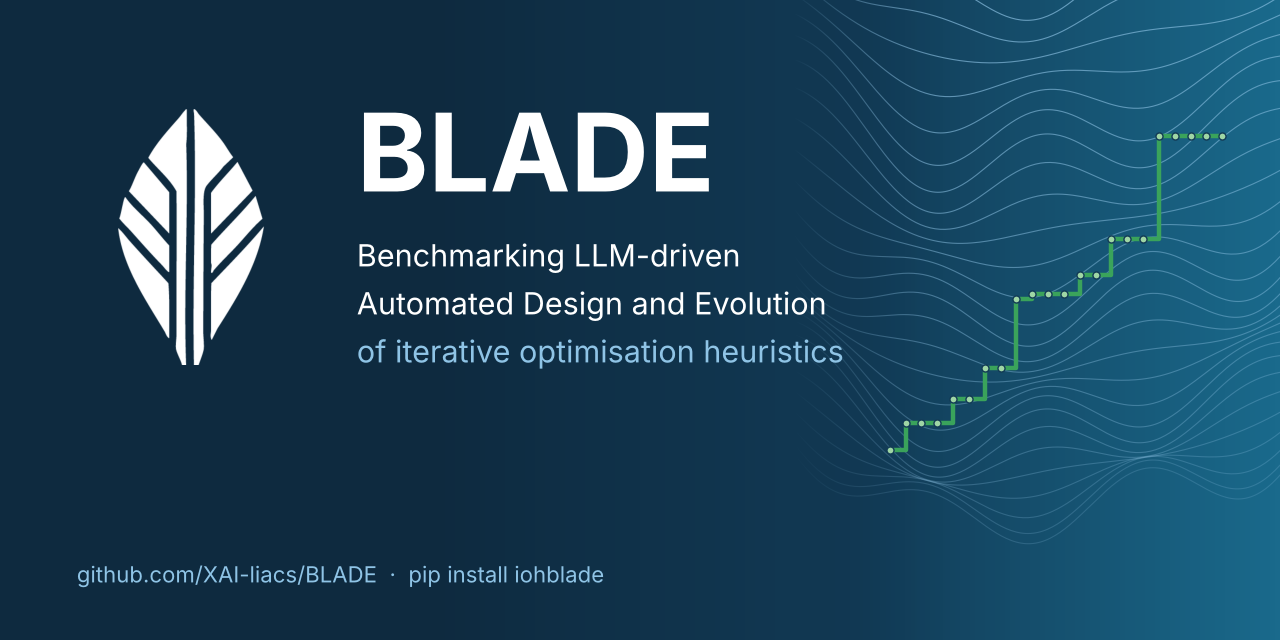 BLADE
Benchmarking LLM-driven
Automated Design and Evolution
of iterative optimisation heuristics
github.com/XAI-liacs/BLADE · pip install iohblade